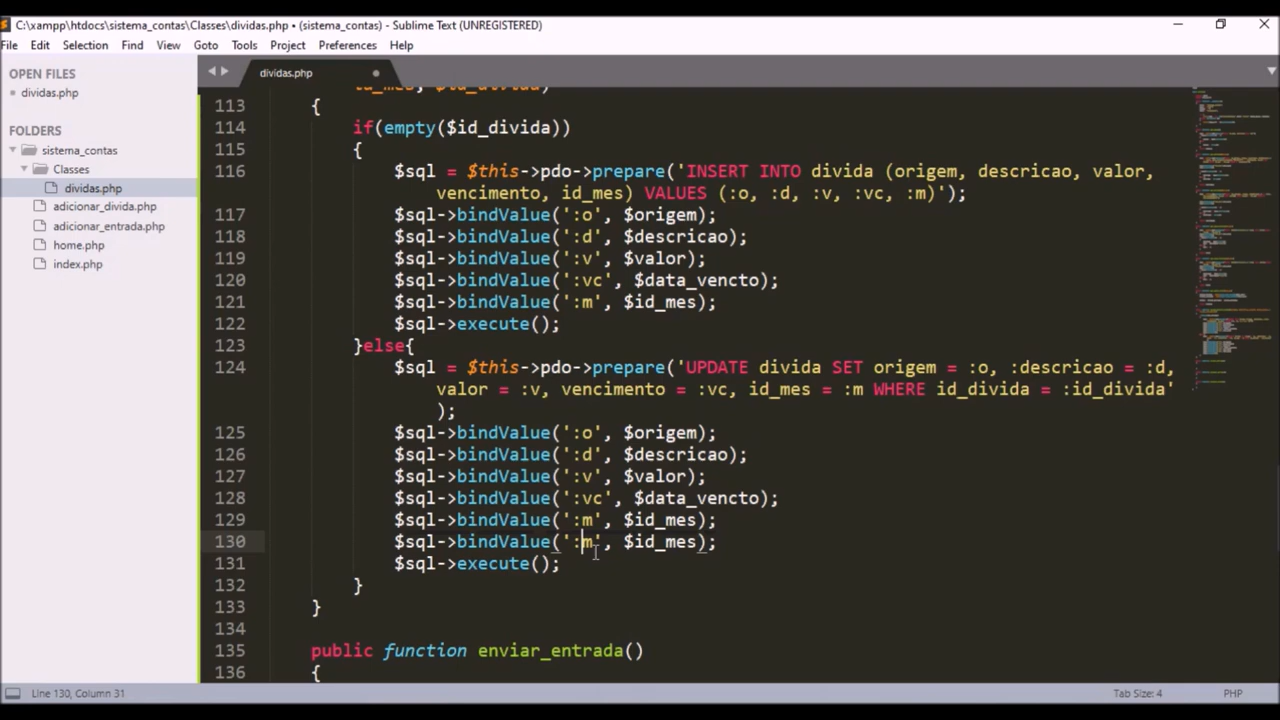 C:\xampp\htdocs\sistema_contas\Classes\dividas.php • (sistema_contas) - Sublime Text (UNREGISTERED)
File Edit Selection Find View Goto Tools Project Preferences Help
OPEN FILES
dividas.php
FOLDERS
sistema_contas
Classes
dividas.php
adicionar_divida.php
adicionar_entrada.php
home.php
index.php
dividas.php
id_mes, $id_divida)
113 {
114 if(empty($id_divida))
115 {
116 $sql = $this->pdo->prepare('INSERT INTO divida (origem, descricao, valor,
vencimento, id_mes) VALUES (:o, :d, :v, :vc, :m)');
117 $sql->bindValue(':o', $origem);
118 $sql->bindValue(':d', $descricao);
119 $sql->bindValue(':v', $valor);
120 $sql->bindValue(':vc', $data_vencto);
121 $sql->bindValue(':m', $id_mes);
122 $sql->execute();
123 }else{
124 $sql = $this->pdo->prepare('UPDATE divida SET origem = :o, :descricao = :d,
valor = :v, vencimento = :vc, id_mes = :m WHERE id_divida = :id_divida'
);
125 $sql->bindValue(':o', $origem);
126 $sql->bindValue(':d', $descricao);
127 $sql->bindValue(':v', $valor);
128 $sql->bindValue(':vc', $data_vencto);
129 $sql->bindValue(':m', $id_mes);
130 $sql->bindValue(':m', $id_mes);
131 $sql->execute();
132 }
133 }
134
135 public function enviar_entrada()
136 {
Line 130, Column 31 Tab Size: 4 PHP